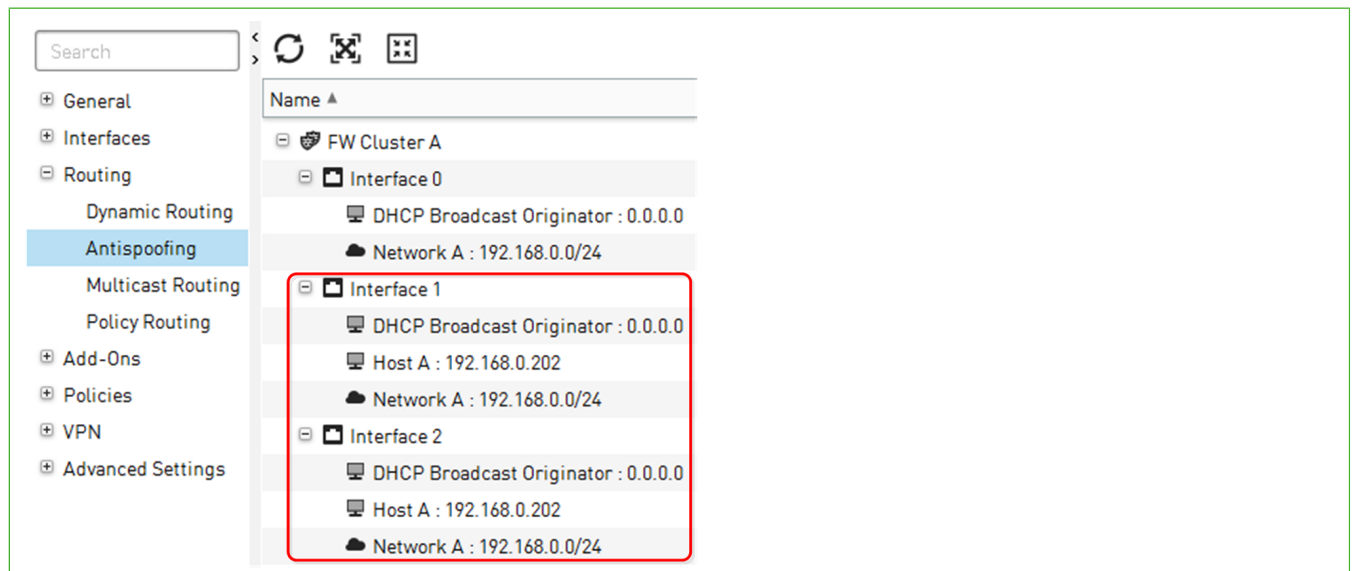 Search
General
Interfaces
Routing
Dynamic Routing
Antispoofing
Multicast Routing
Policy Routing
Add-Ons
Policies
VPN
Advanced Settings
Name
FW Cluster A
Interface 0
DHCP Broadcast Originator : 0.0.0.0
Network A : 192.168.0.0/24
Interface 1
DHCP Broadcast Originator : 0.0.0.0
Host A : 192.168.0.202
Network A : 192.168.0.0/24
Interface 2
DHCP Broadcast Originator : 0.0.0.0
Host A : 192.168.0.202
Network A : 192.168.0.0/24